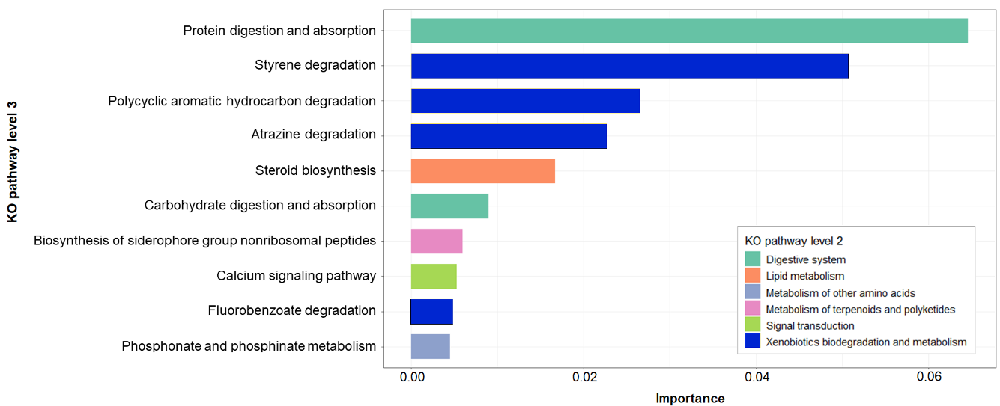 Protein digestion and absorption
Styrene degradation
Polycyclic aromatic hydrocarbon degradation
Atrazine degradation
Steroid biosynthesis
Carbohydrate digestion and absorption
Biosynthesis of siderophore group nonribosomal peptides
Calcium signaling pathway
Fluorobenzoate degradation
Phosphonate and phosphinate metabolism
KO pathway level 3
KO pathway level 2
Digestive system
Lipid metabolism
Metabolism of other amino acids
Metabolism of terpenoids and polyketides
Signal transduction
Xenobiotics biodegradation and metabolism
0.00 0.02 0.04 0.06
Importance